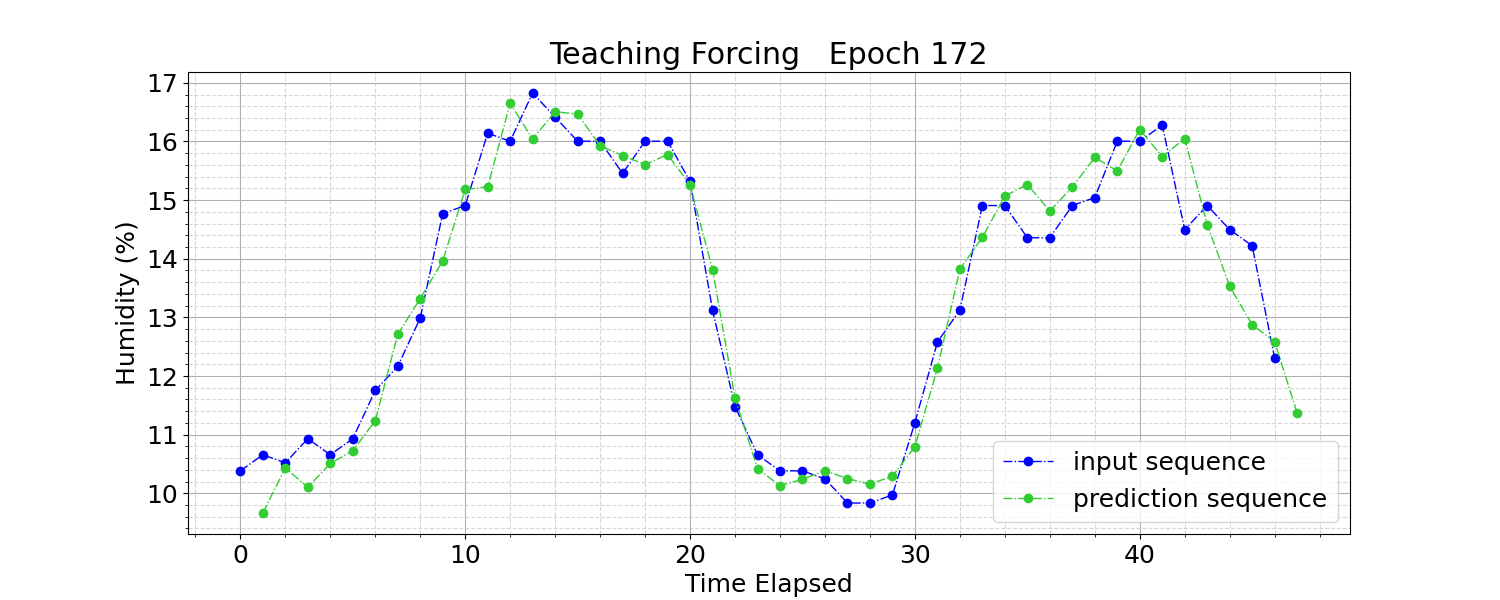 Teaching Forcing   Epoch 172
17
16
15
14
13
12
11
10
Humidity (%)
input sequence
prediction sequence
0 10 20 30 40
Time Elapsed